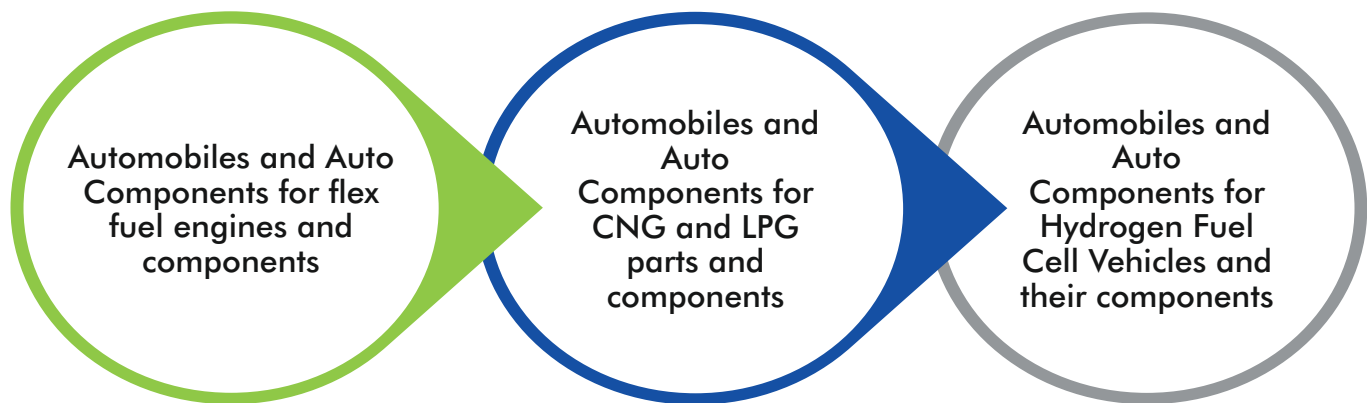 Automobiles and Auto
Components for flex
fuel engines and
components
Automobiles and
Auto
Components for
CNG and LPG
parts and
components
Automobiles and
Auto
Components for
Hydrogen Fuel
Cell Vehicles and
their components